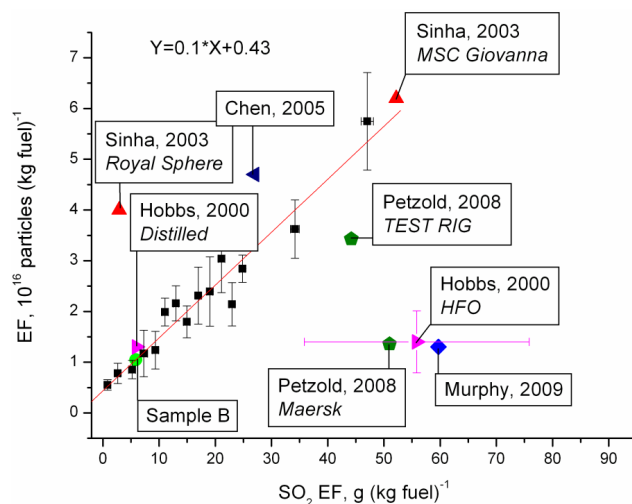 Y=0.1*X+0.43
Sinha, 2003
MSC Giovanna
Chen, 2005
Sinha, 2003
Royal Sphere
Hobbs, 2000
Distilled
Petzold, 2008
TEST RIG
Hobbs, 2000
HFO
Petzold, 2008
Maersk
Murphy, 2009
Sample B
EF, 10¹⁶ particles (kg fuel)⁻¹
7
6
5
4
3
2
1
0
0 10 20 30 40 50 60 70 80 90
SO₂ EF, g (kg fuel)⁻¹